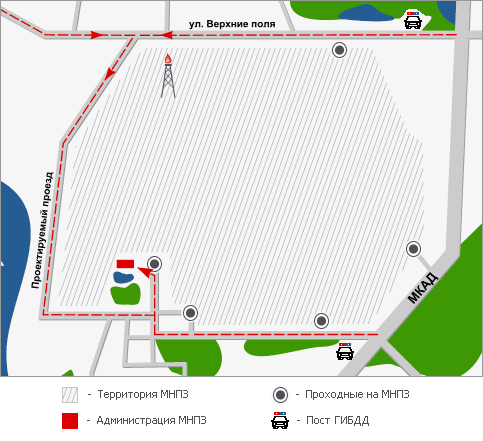 ул. Верхние поля
Проектируемый проезд
МКАД
- Территория МНПЗ
- Проходные на МНПЗ
- Администрация МНПЗ
- Пост ГИБДД